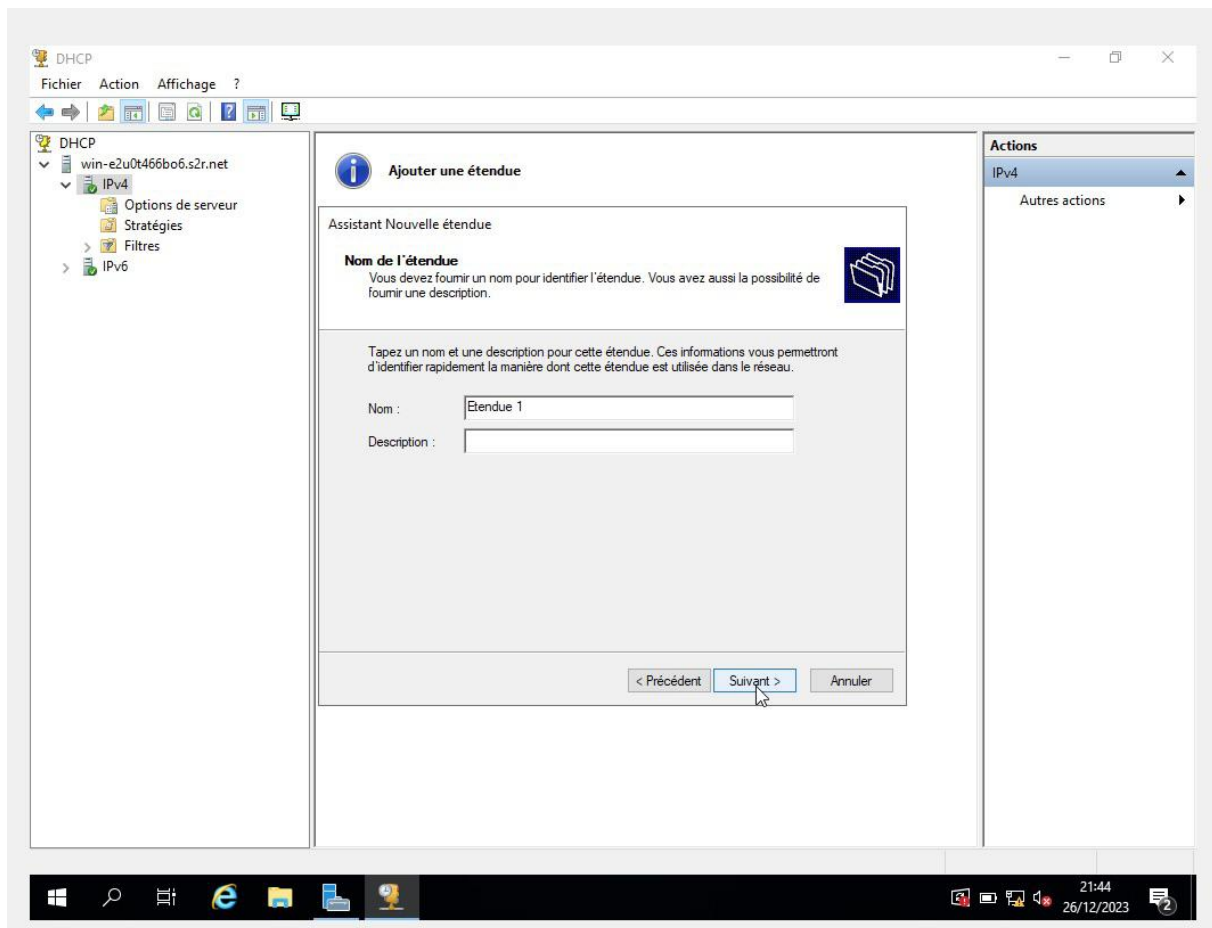 DHCP
Fichier Action Affichage ?
DHCP
win-e2u0t466bo6.s2r.net
IPv4
Options de serveur
Stratégies
Filtres
IPv6
Ajouter une étendue
Assistant Nouvelle étendue
Nom de l'étendue
Vous devez fournir un nom pour identifier l'étendue. Vous avez aussi la possibilité de
fournir une description.
Tapez un nom et une description pour cette étendue. Ces informations vous permettront
d'identifier rapidement la manière dont cette étendue est utilisée dans le réseau.
Nom : Etendue 1
Description :
< Précédent Suivant > Annuler
Actions
IPv4
Autres actions
21:44
26/12/2023
2